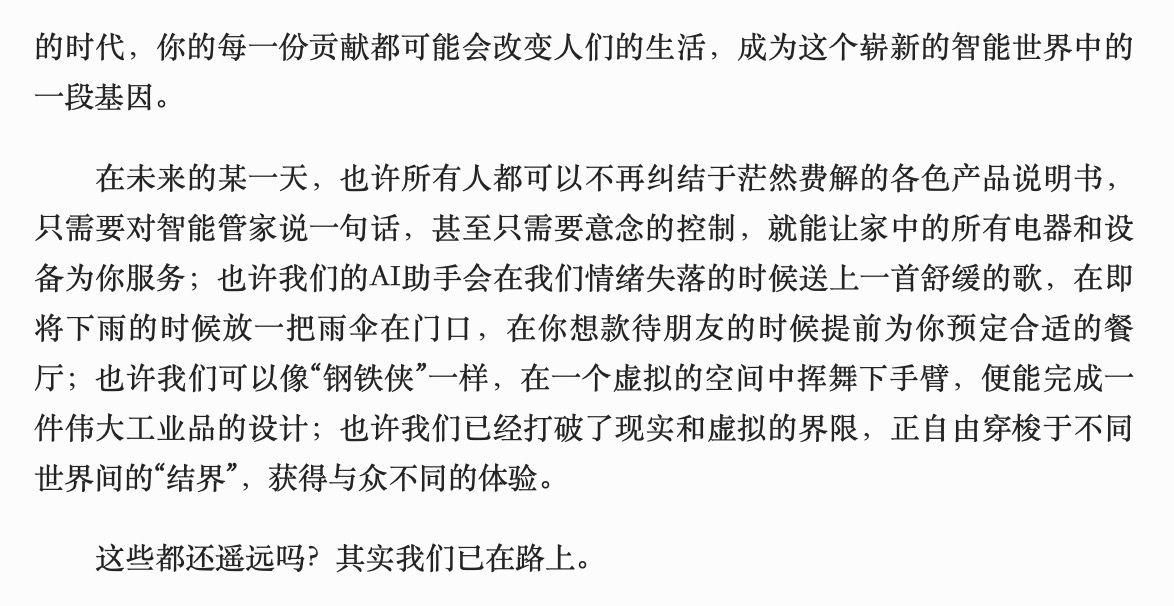 的时代，你的每一份贡献都可能会改变人们的生活，成为这个崭新的智能世界中的
一段基因。
在未来的某一天，也许所有人都可以不再纠结于茫然费解的各色产品说明书，
只需要对智能管家说一句话，甚至只需要意念的控制，就能让家中的所有电器和设
备为你服务；也许我们的AI助手会在我们情绪失落的时候送上一首舒缓的歌，在即
将下雨的时候放一把雨伞在门口，在你想款待朋友的时候提前为你预定合适的餐
厅；也许我们可以像“钢铁侠”一样，在一个虚拟的空间中挥舞下手臂，便能完成一
件伟大工业品的设计；也许我们已经打破了现实和虚拟的界限，正自由穿梭于不同
世界间的“结界”，获得与众不同的体验。
这些都还遥远吗？其实我们已在路上。